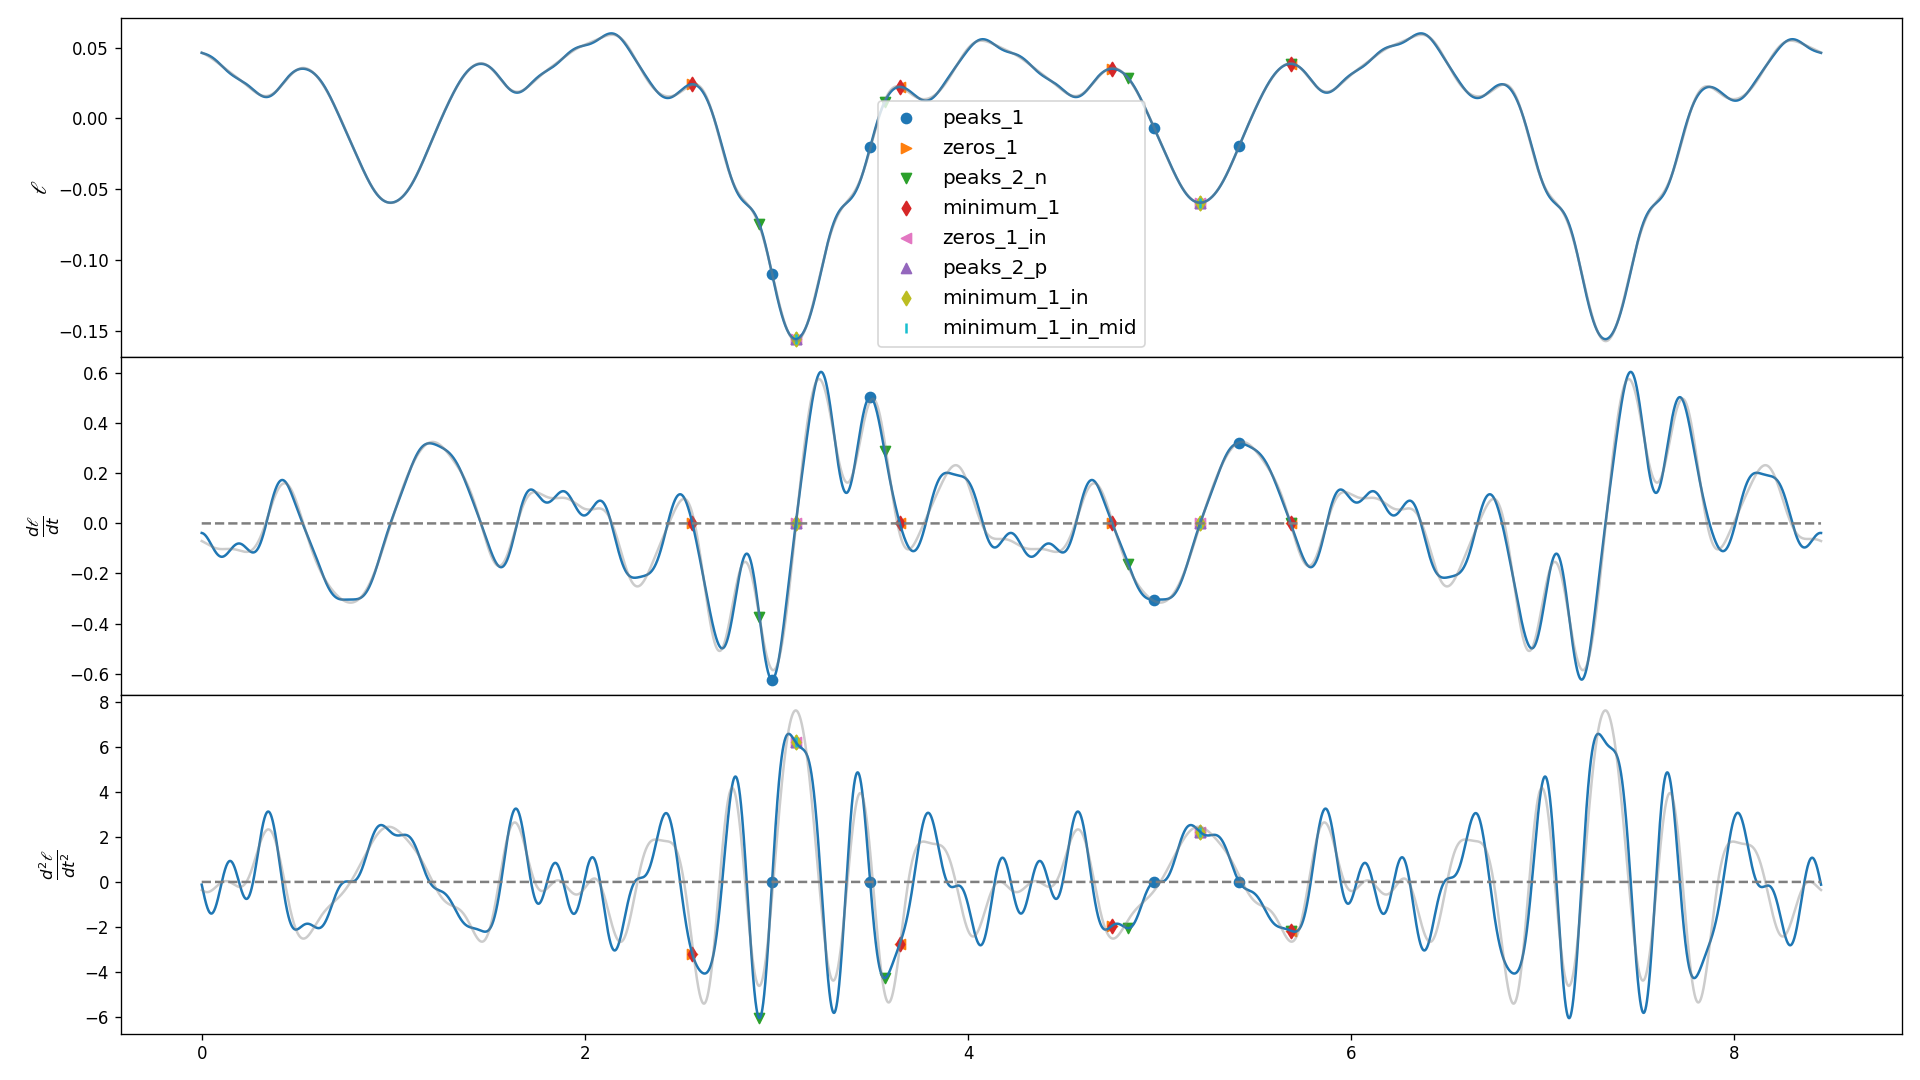 0.05
0.00
−0.05
−0.10
−0.15
ℓ
peaks_1
zeros_1
peaks_2_n
minimum_1
zeros_1_in
peaks_2_p
minimum_1_in
minimum_1_in_mid
0.6
0.4
0.2
0.0
−0.2
−0.4
−0.6
dℓ
dt
8
6
4
2
0
−2
−4
−6
d²ℓ
dt²
0 2 4 6 8